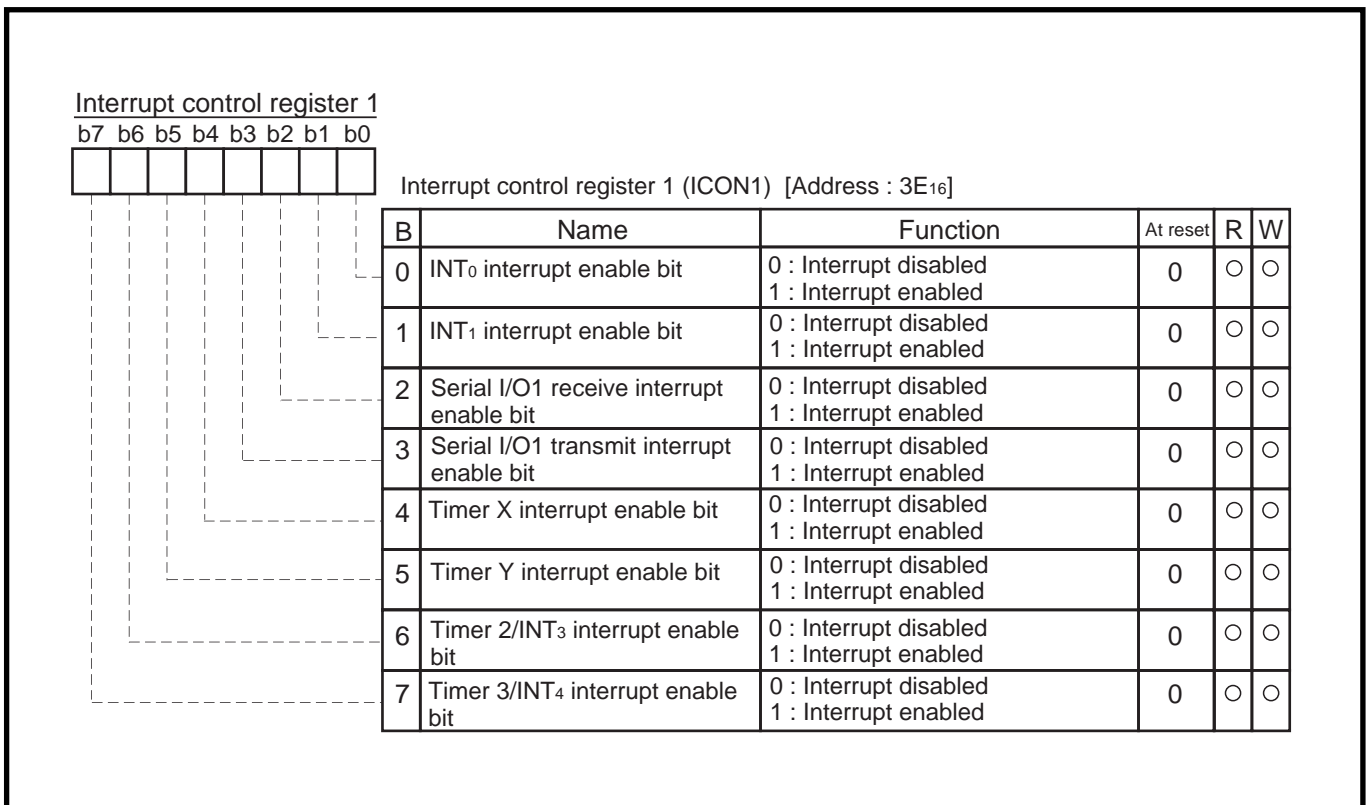 Interrupt control register 1
b7 b6 b5 b4 b3 b2 b1 b0
Interrupt control register 1 (ICON1) [Address : 3E16]
B Name Function At reset R W
0 INT0 interrupt enable bit 0 : Interrupt disabled 0 ○ ○
1 : Interrupt enabled
1 INT1 interrupt enable bit 0 : Interrupt disabled 0 ○ ○
1 : Interrupt enabled
2 Serial I/O1 receive interrupt 0 : Interrupt disabled 0 ○ ○
enable bit 1 : Interrupt enabled
3 Serial I/O1 transmit interrupt 0 : Interrupt disabled 0 ○ ○
enable bit 1 : Interrupt enabled
4 Timer X interrupt enable bit 0 : Interrupt disabled 0 ○ ○
1 : Interrupt enabled
5 Timer Y interrupt enable bit 0 : Interrupt disabled 0 ○ ○
1 : Interrupt enabled
6 Timer 2/INT3 interrupt enable 0 : Interrupt disabled 0 ○ ○
bit 1 : Interrupt enabled
7 Timer 3/INT4 interrupt enable 0 : Interrupt disabled 0 ○ ○
bit 1 : Interrupt enabled